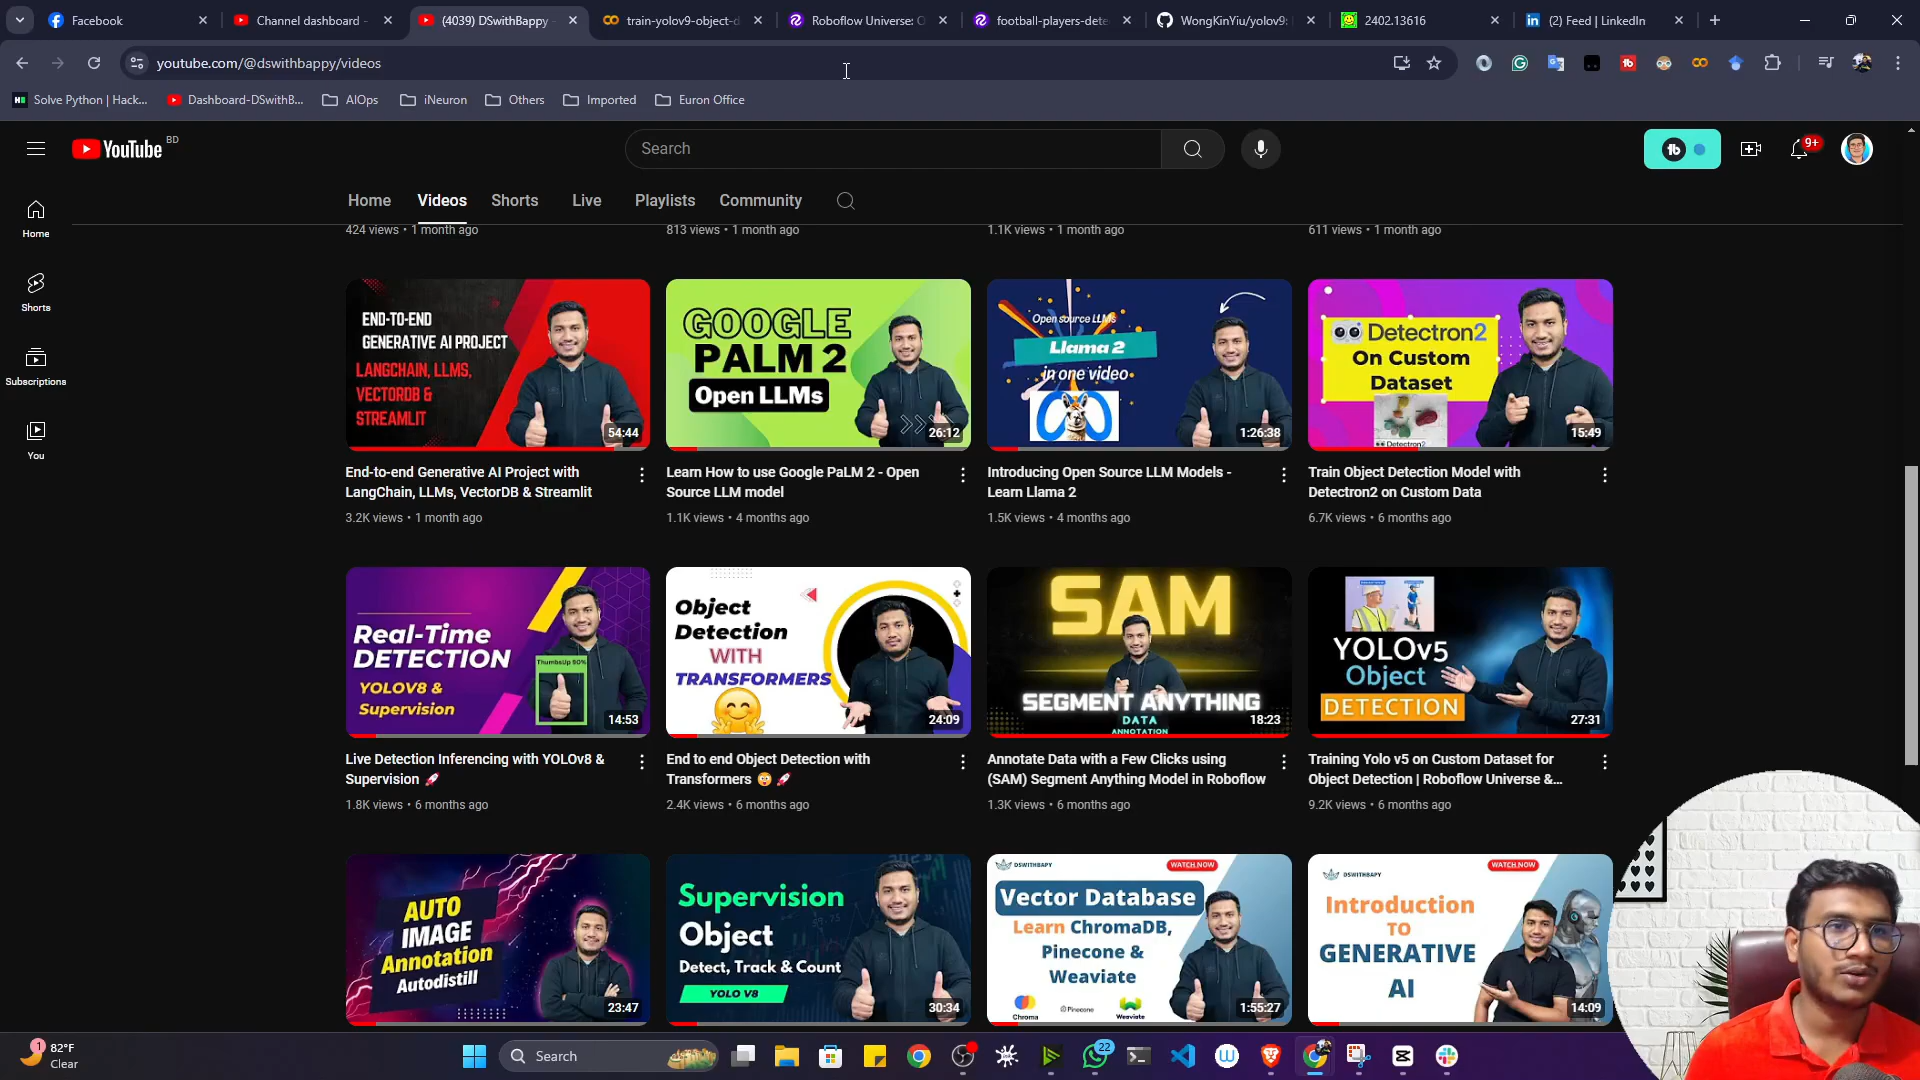 Facebook
Channel dashboard -
(4039) DSwithBappy -
train-yolov9-object-d
Roboflow Universe: O
football-players-dete
WongKinYiu/yolov9:
2402.13616
(2) Feed | LinkedIn
youtube.com/@dswithbappy/videos
Solve Python | Hack...
Dashboard-DSwithB...
AIOps
iNeuron
Others
Imported
Euron Office
YouTube BD
Search
9+
Home
Videos
Shorts
Live
Playlists
Community
Home
Shorts
Subscriptions
You
424 views • 1 month ago
813 views • 1 month ago
1.1K views • 1 month ago
611 views • 1 month ago
END-TO-END
GENERATIVE AI PROJECT
LANGCHAIN, LLMS,
VECTORDB &
STREAMLIT
54:44
GOOGLE
PALM 2
Open LLMs
26:12
Open source LLMs
Llama 2
in one video
1:26:38
Detectron2
On Custom
Dataset
Detectron2
15:49
End-to-end Generative AI Project with
LangChain, LLMs, VectorDB & Streamlit
3.2K views • 1 month ago
Learn How to use Google PaLM 2 - Open
Source LLM model
1.1K views • 4 months ago
Introducing Open Source LLM Models -
Learn Llama 2
1.5K views • 4 months ago
Train Object Detection Model with
Detectron2 on Custom Data
6.7K views • 6 months ago
Real-Time
DETECTION
YOLOV8 &
Supervision
ThumbsUp 80%
14:53
Object
Detection
WITH
TRANSFORMERS
24:09
SAM
SEGMENT ANYTHING
DATA
ANNOTATION
18:23
YOLOv5
Object
DETECTION
27:31
Live Detection Inferencing with YOLOv8 &
Supervision 🚀
1.8K views • 6 months ago
End to end Object Detection with
Transformers 😳 🚀
2.4K views • 6 months ago
Annotate Data with a Few Clicks using
(SAM) Segment Anything Model in Roboflow
1.3K views • 6 months ago
Training Yolo v5 on Custom Dataset for
Object Detection | Roboflow Universe &...
9.2K views • 6 months ago
AUTO
IMAGE
Annotation
Autodistill
23:47
Supervision
Object
Detect, Track & Count
YOLO V8
30:34
DSWITHBAPY
WATCH NOW
Vector Database
Learn ChromaDB,
Pinecone &
Weaviate
Chroma
Pinecone
Weaviate
1:55:27
DSWITHBAPY
WATCH NOW
Introduction
TO
GENERATIVE
AI
14:09
1
82°F
Clear
Search
22